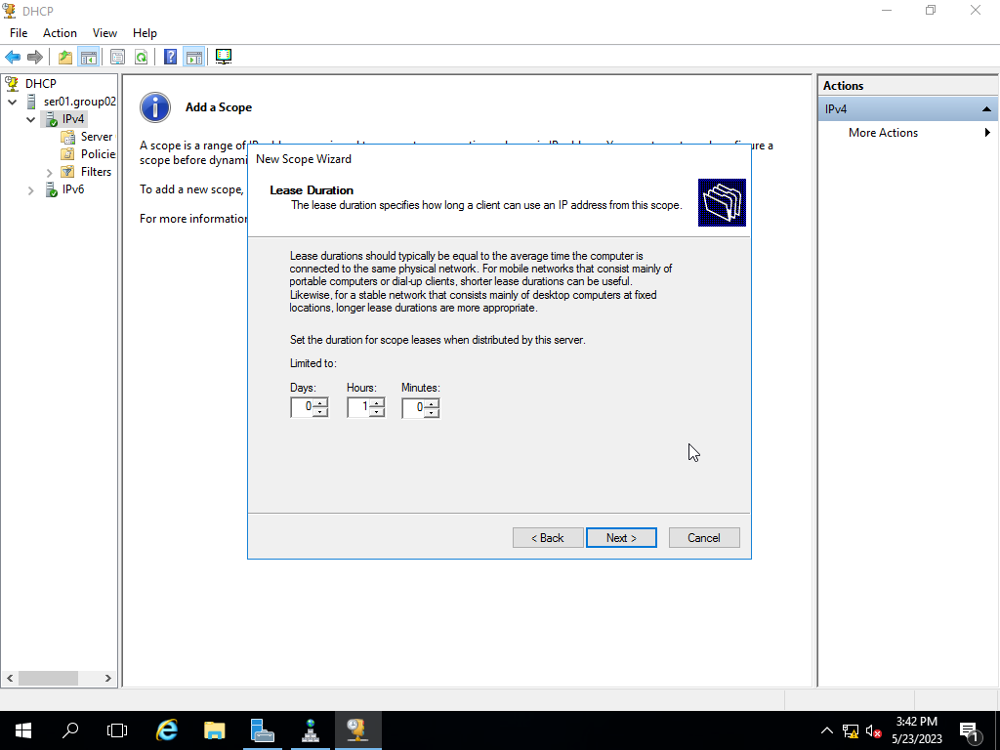 DHCP
File Action View Help
DHCP
ser01.group02
IPv4
Server
Policie
Filters
IPv6
Add a Scope
A scope is a range of
figure a
scope before dynami
To add a new scope,
For more information
New Scope Wizard
Lease Duration
The lease duration specifies how long a client can use an IP address from this scope.
Lease durations should typically be equal to the average time the computer is
connected to the same physical network. For mobile networks that consist mainly of
portable computers or dial-up clients, shorter lease durations can be useful.
Likewise, for a stable network that consists mainly of desktop computers at fixed
locations, longer lease durations are more appropriate.
Set the duration for scope leases when distributed by this server.
Limited to:
Days: Hours: Minutes:
0 1 0
< Back Next > Cancel
Actions
IPv4
More Actions
3:42 PM
5/23/2023
1